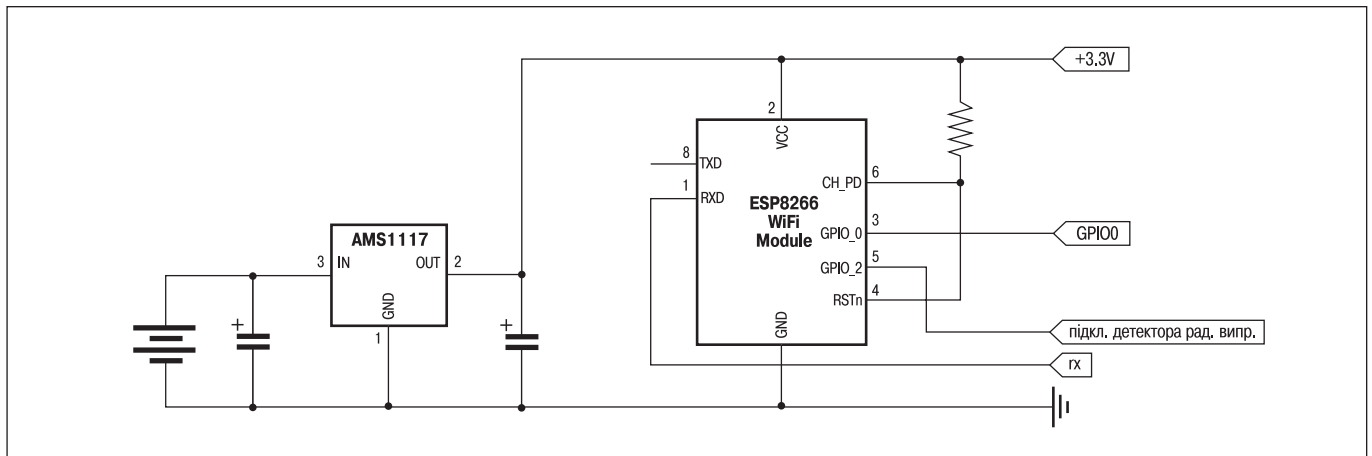 +3.3V
2
VCC
8
TXD
1
RXD
ESP8266
WiFi
Module
CH_PD
6
GPIO_0
3
GPIO0
GPIO_2
5
RSTn
4
GND
AMS1117
3
IN
OUT
2
GND
1
+
+
підкл. детектора рад. випр.
rx